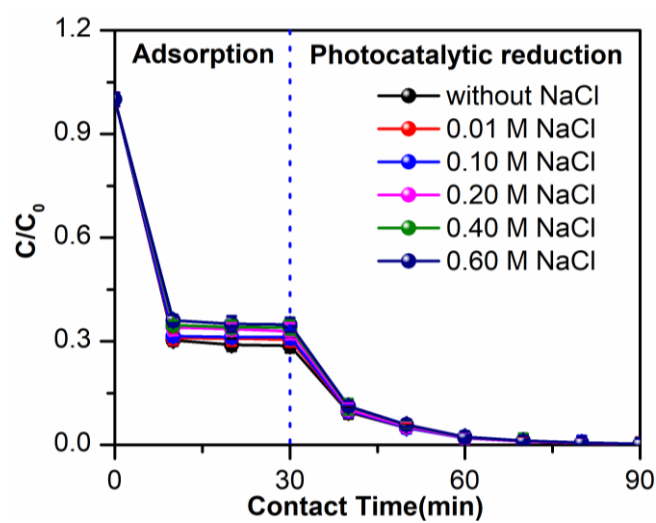 1.2
Adsorption Photocatalytic reduction
without NaCl
0.01 M NaCl
0.9
0.10 M NaCl
0.20 M NaCl
C/C₀
0.6
0.40 M NaCl
0.60 M NaCl
0.3
0.0
0 30 60 90
Contact Time(min)